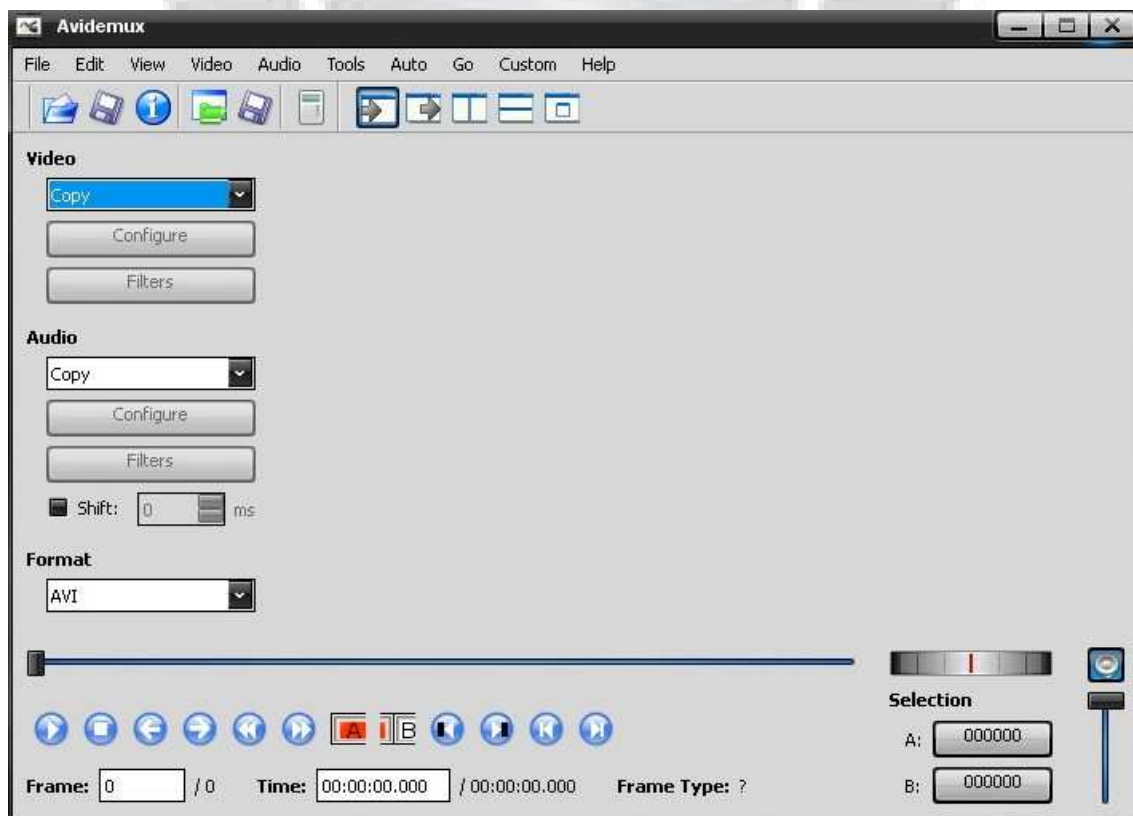 Avidemux
File Edit View Video Audio Tools Auto Go Custom Help
Video
Copy
Configure
Filters
Audio
Copy
Configure
Filters
Shift: 0 ms
Format
AVI
Selection
A B
A: 000000
Frame: 0 / 0 Time: 00:00:00.000 / 00:00:00.000 Frame Type: ?
B: 000000